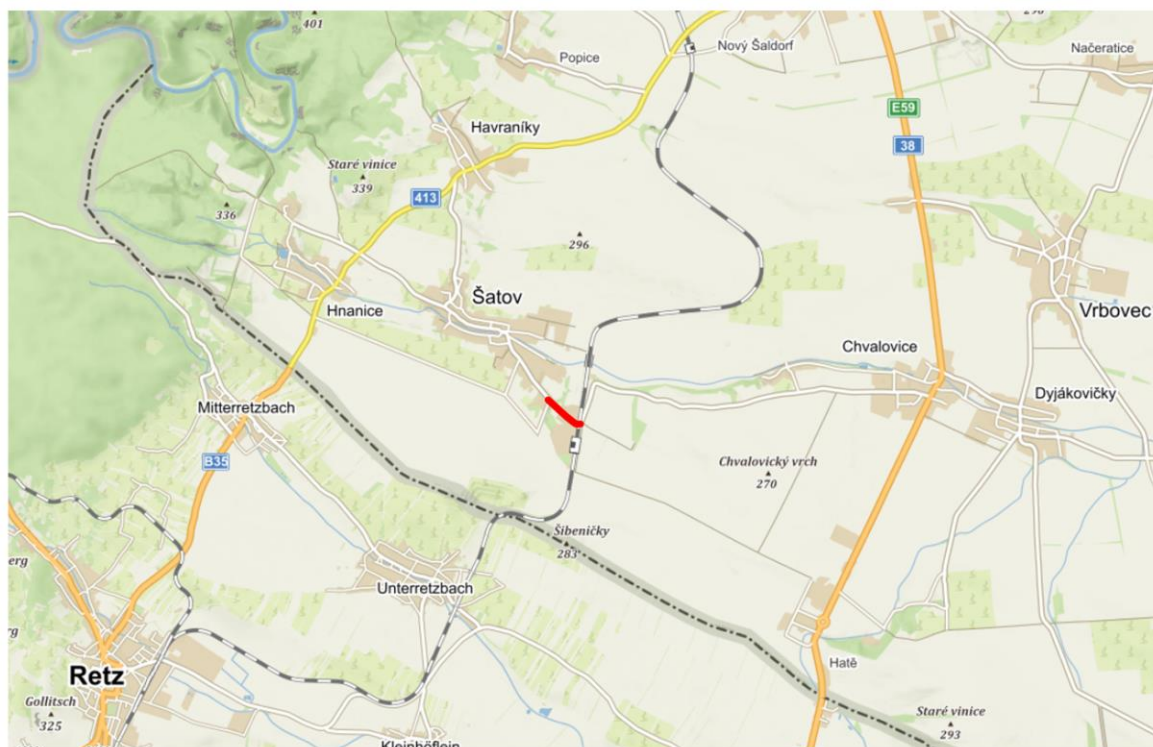 401
Popice
Nový Šaldorf
Načeratice
Havraníky
E59
38
Staré vinice
339
413
336
296
Šatov
Hnanice
Vrbovec
Chvalovice
Dyjákovičky
Mitterretzbach
B35
Chvalovický vrch
270
Šibeničky
283
Unterretzbach
Retz
Hatě
Gollitsch
325
Staré vinice
293
Kleinhöflein